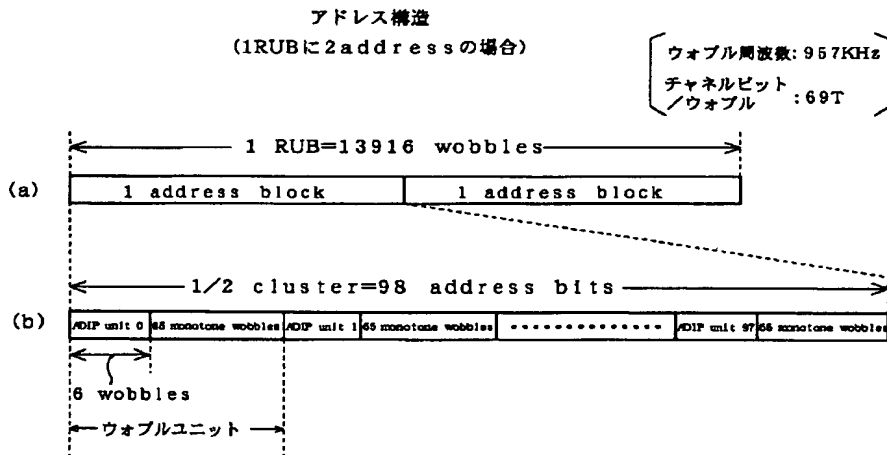 アドレス構造
(1RUBに2addressの場合)
ウォブル周波数: 957KHz
チャネルビット
/ウォブル :69T
1 RUB=13916 wobbles
(a) 1 address block 1 address block
1/2 cluster=98 address bits
(b) ADIP unit 0 65 monotone wobbles ADIP unit 1 65 monotone wobbles ADIP unit 97 65 monotone wobbles
6 wobbles
ウォブルユニット